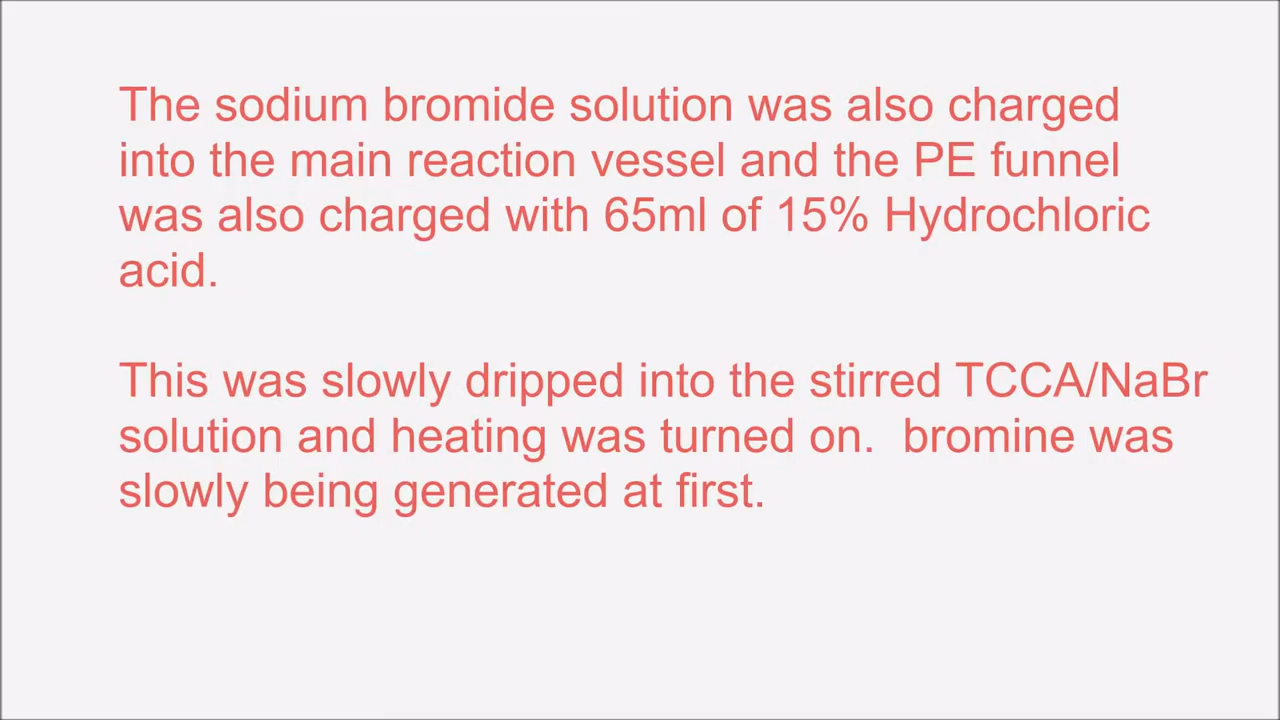 The sodium bromide solution was also charged
into the main reaction vessel and the PE funnel
was also charged with 65ml of 15% Hydrochloric
acid.
This was slowly dripped into the stirred TCCA/NaBr
solution and heating was turned on.  bromine was
slowly being generated at first.